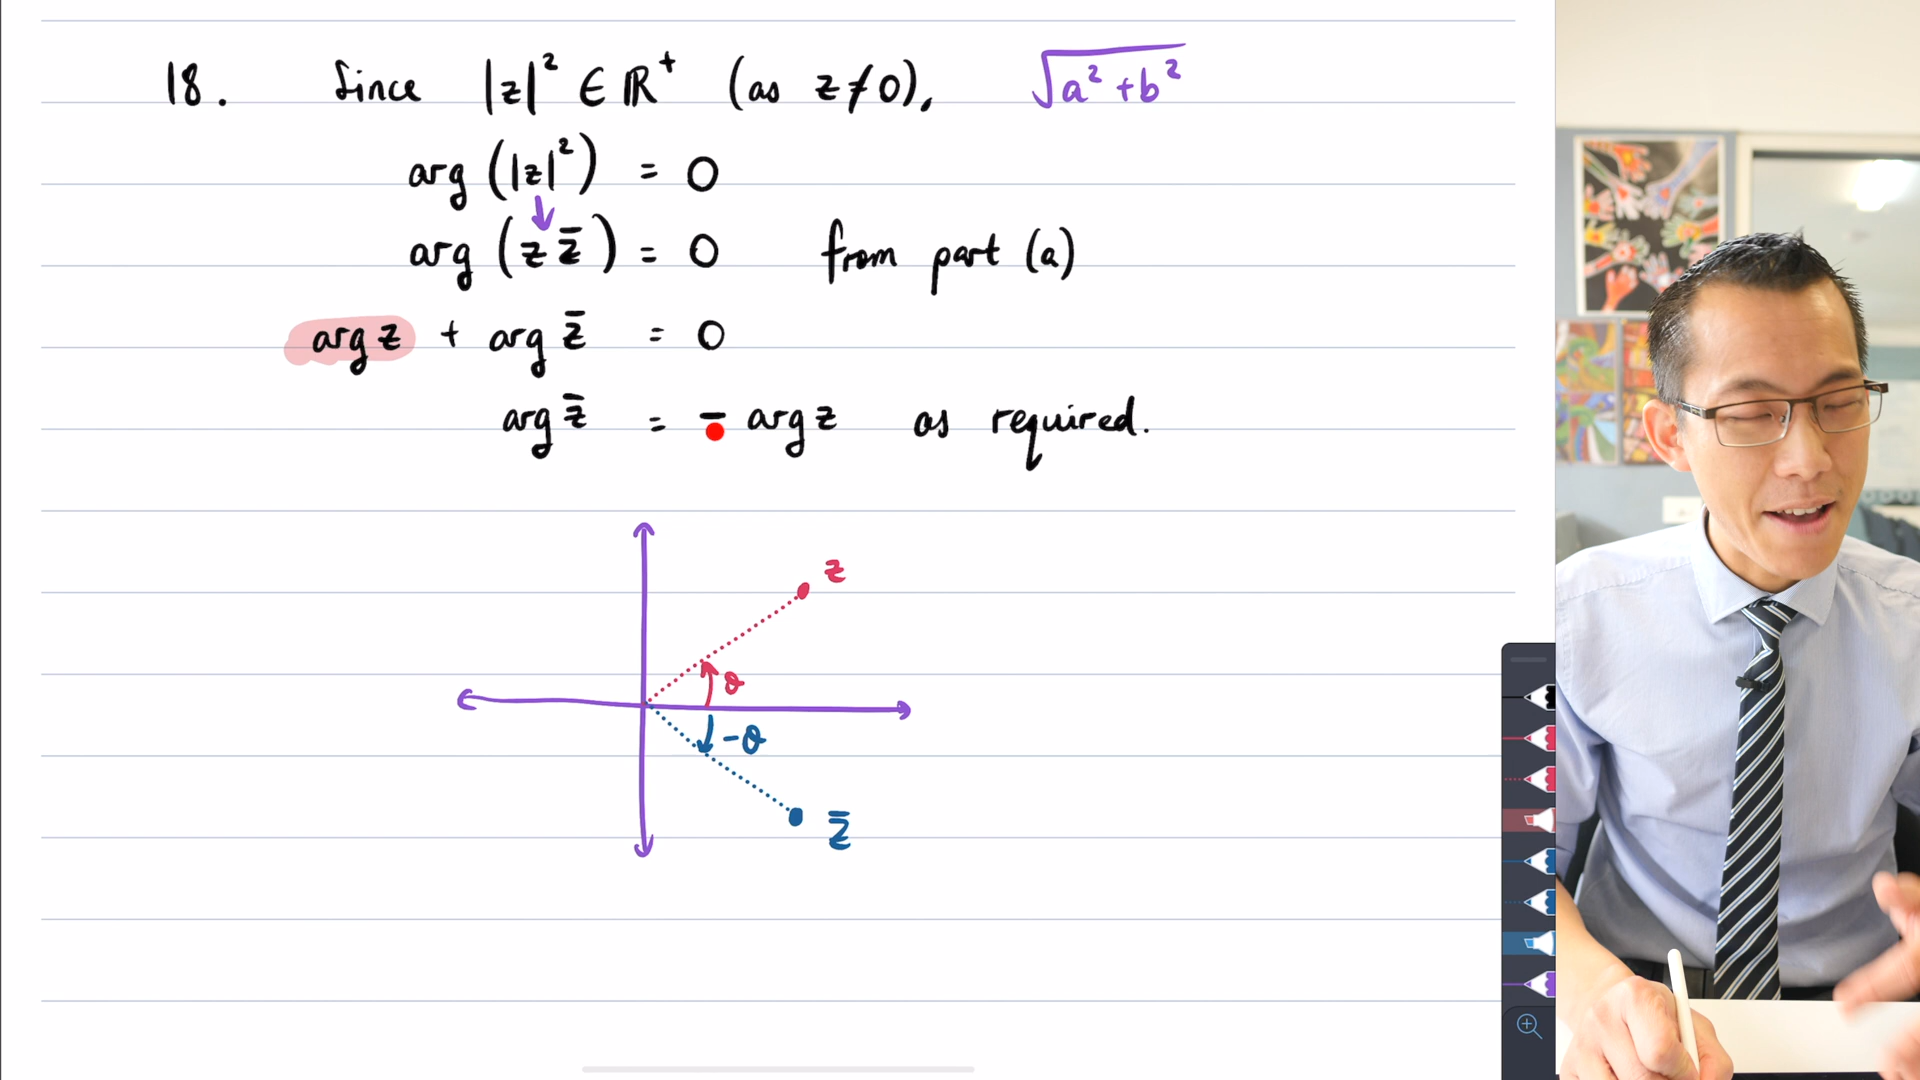 18. Since |z|² ∈ ℝ⁺ (as z ≠ 0), √(a² + b²)
arg (|z|²) = 0
arg (z z̄) = 0 from part (a)
arg z + arg z̄ = 0
arg z̄ = - arg z as required.
z
θ
-θ
z̄